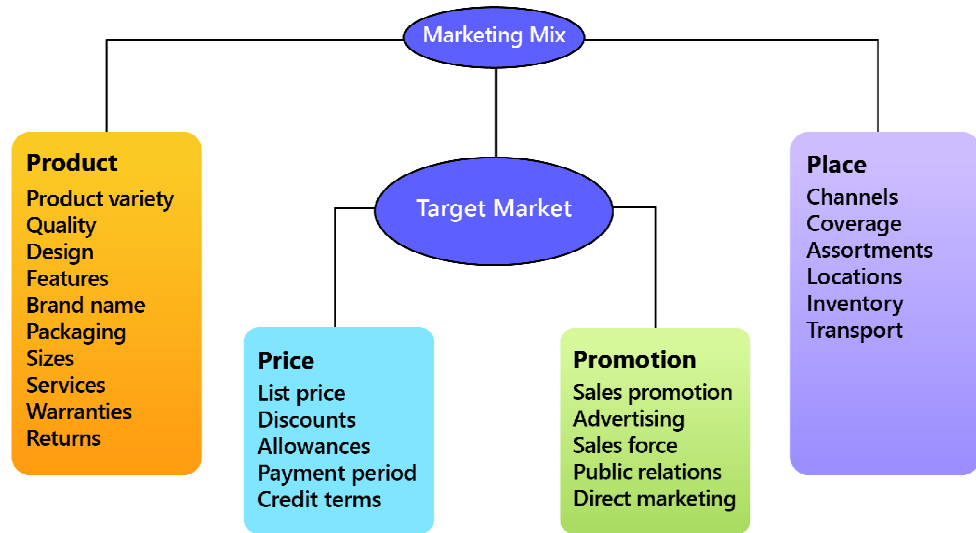 Marketing Mix
Target Market
Product
Product variety
Quality
Design
Features
Brand name
Packaging
Sizes
Services
Warranties
Returns
Price
List price
Discounts
Allowances
Payment period
Credit terms
Promotion
Sales promotion
Advertising
Sales force
Public relations
Direct marketing
Place
Channels
Coverage
Assortments
Locations
Inventory
Transport